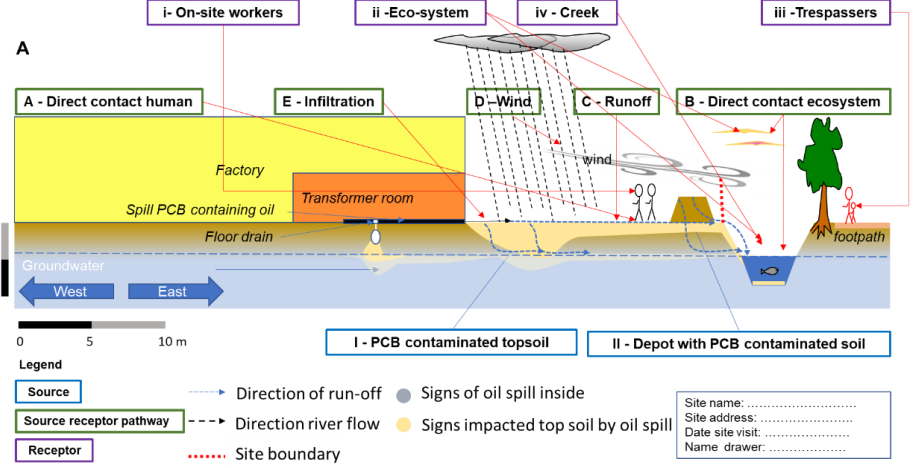 i- On-site workers
ii -Eco-system
iv - Creek
iii -Trespassers
A
A - Direct contact human
E - Infiltration
D –Wind
C - Runoff
B - Direct contact ecosystem
Factory
wind
Transformer room
Spill PCB containing oil
Floor drain
footpath
Groundwater
West
East
0
5
10 m
I - PCB contaminated topsoil
II - Depot with PCB contaminated soil
Legend
Source
Direction of run-off
Signs of oil spill inside
Source receptor pathway
Direction river flow
Signs impacted top soil by oil spill
Receptor
Site boundary
Site name: ………………………
Site address: …………………..
Date site visit: …………………
Name drawer: …………………